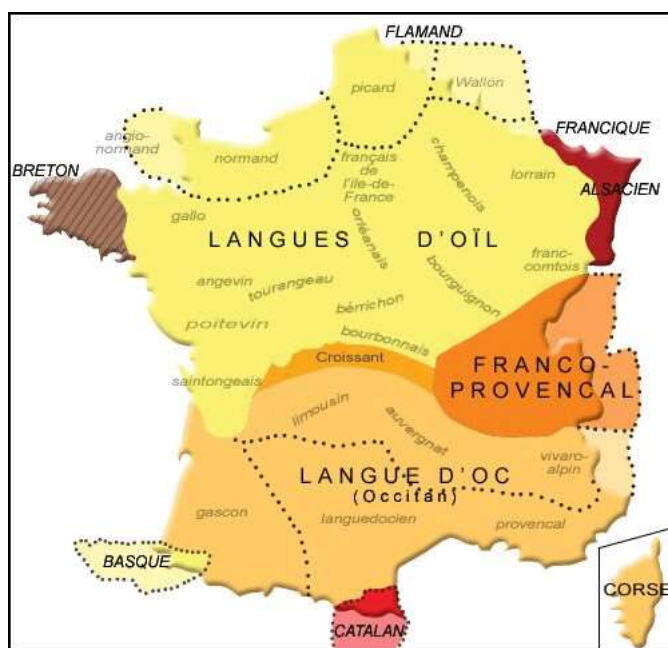 FLAMAND
picard
Wallon
anglo-
normand
normand
FRANCIQUE
BRETON
français
de
l'île-de-
France
champenois
lorrain
ALSACIEN
gallo
orléanais
LANGUES D'OÏL
franc-
comtois
angevin
tourangeau
bourguignon
bérrichon
poitevin
bourbonnais
Croissant
FRANCO-
PROVENCAL
saintongeais
limousin
auvergnat
vivaro-
alpin
LANGUE D'OC
(Occitan)
gascon
languedocien
provencal
BASQUE
CORSE
CATALAN